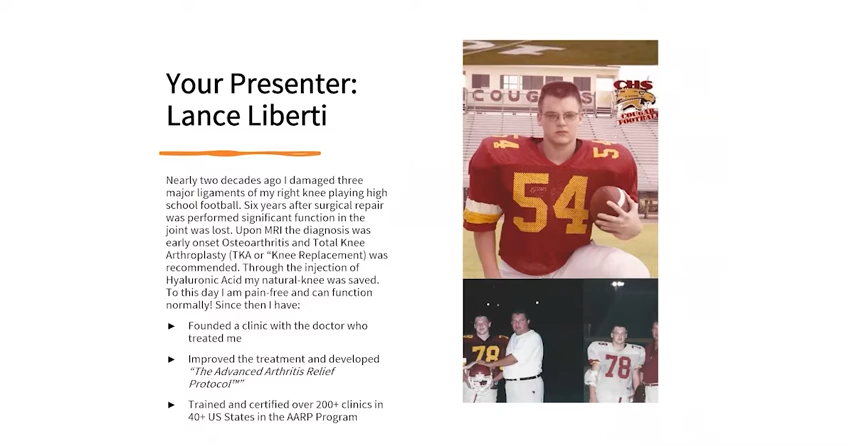 Your Presenter:
Lance Liberti
Nearly two decades ago I damaged three
major ligaments of my right knee playing high
school football. Six years after surgical repair
was performed significant function in the
joint was lost. Upon MRI the diagnosis was
early onset Osteoarthritis and Total Knee
Arthroplasty (TKA or “Knee Replacement) was
recommended. Through the injection of
Hyaluronic Acid my natural-knee was saved.
To this day I am pain-free and can function
normally! Since then I have:
► Founded a clinic with the doctor who
treated me
► Improved the treatment and developed
“The Advanced Arthritis Relief
Protocol™”
► Trained and certified over 200+ clinics in
40+ US States in the AARP Program
COUGARS
CHS
COUGAR
FOOTBALL
54
54
78
78